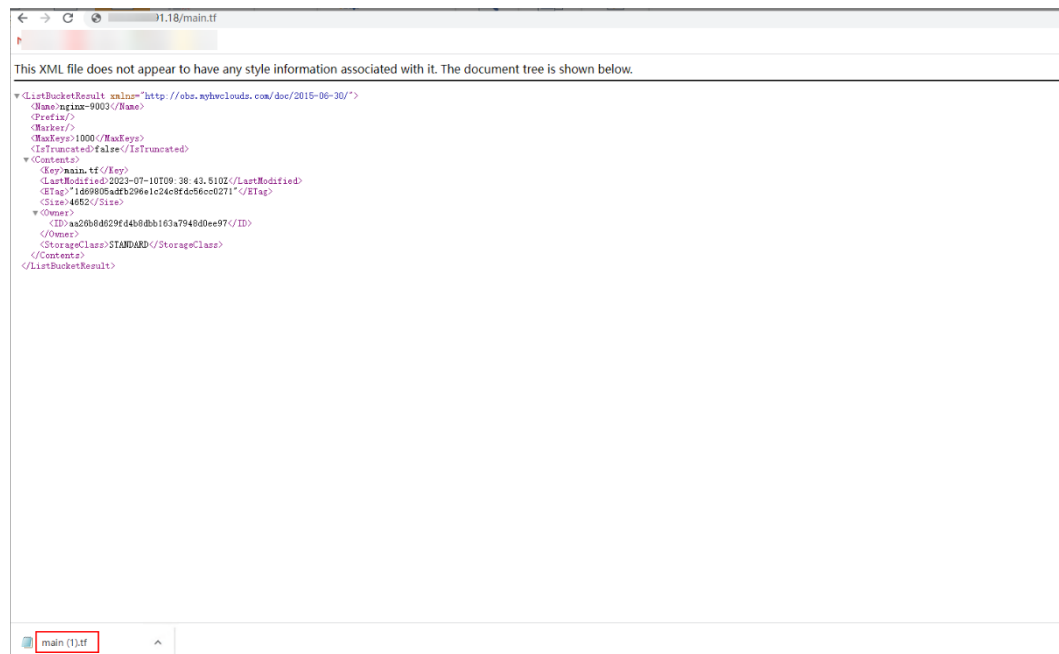 1.18/main.tf
This XML file does not appear to have any style information associated with it. The document tree is shown below.
▼<ListBucketResult xmlns="http://obs.myhwclouds.com/doc/2015-06-30/">
<Name>nginx-9003</Name>
<Prefix/>
<Marker/>
<MaxKeys>1000</MaxKeys>
<IsTruncated>false</IsTruncated>
▼<Contents>
<Key>main.tf</Key>
<LastModified>2023-07-10T09:38:43.510Z</LastModified>
<ETag>"1d69805adfb296e1c24c8fdc56cc0271"</ETag>
<Size>4652</Size>
▼<Owner>
<ID>aa26b8d629fd4b8dbb163a7948d0ee97</ID>
</Owner>
<StorageClass>STANDARD</StorageClass>
</Contents>
</ListBucketResult>
main (1).tf